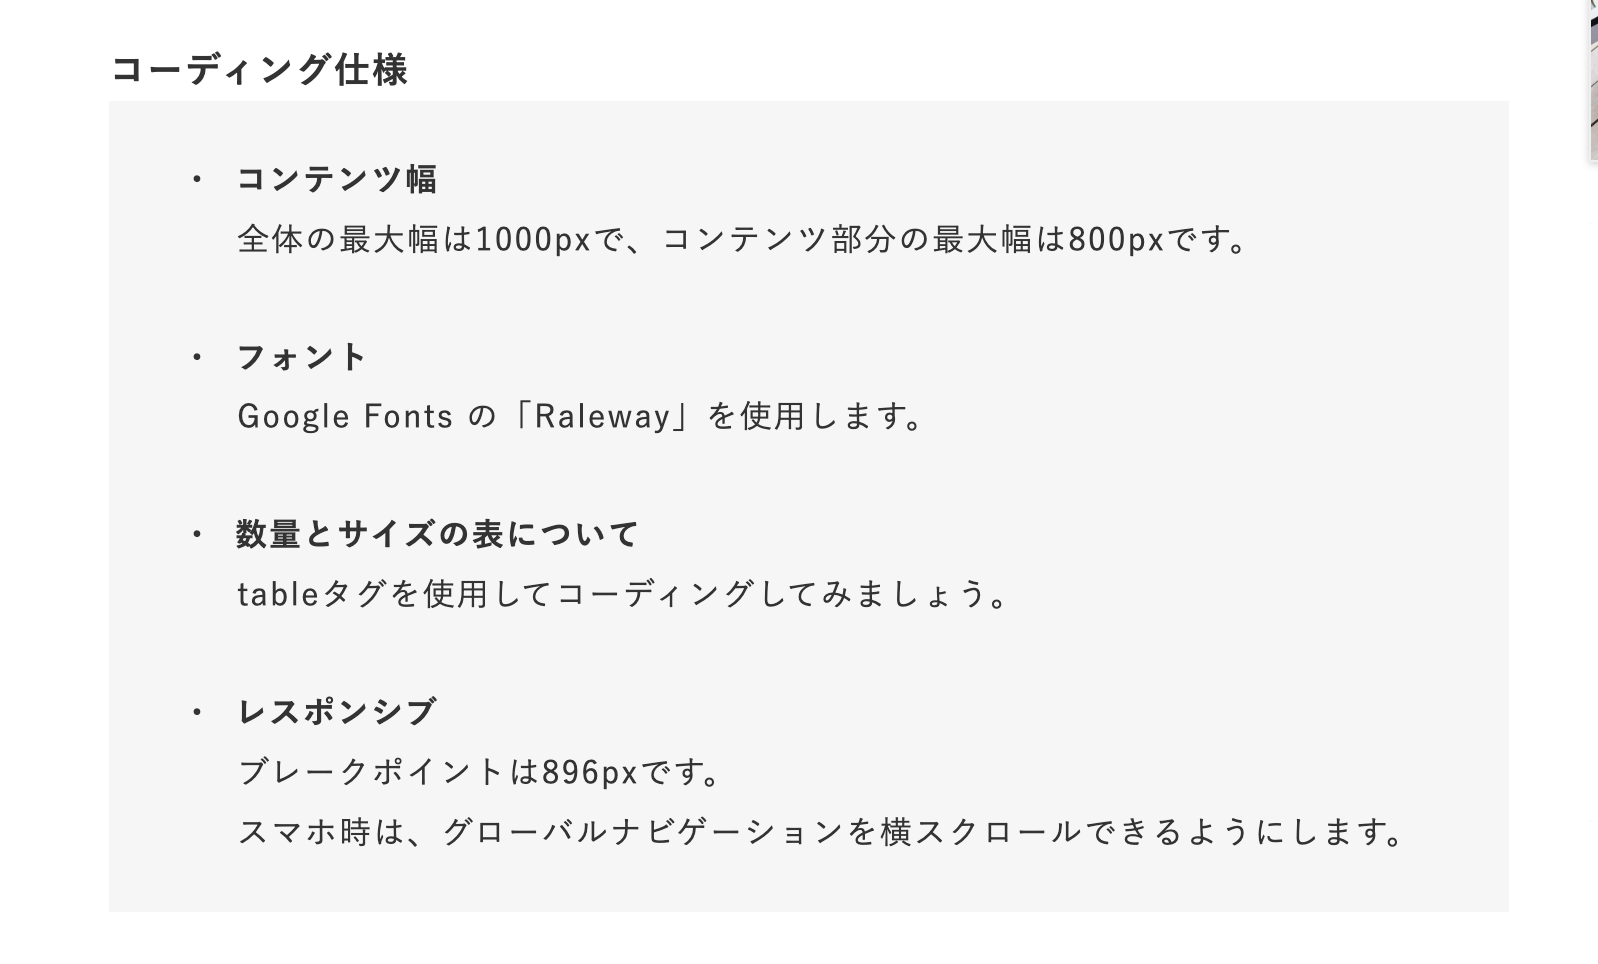 コーディング仕様
・ コンテンツ幅
全体の最大幅は1000pxで、コンテンツ部分の最大幅は800pxです。
・ フォント
Google Fonts の「Raleway」を使用します。
・ 数量とサイズの表について
tableタグを使用してコーディングしてみましょう。
・ レスポンシブ
ブレークポイントは896pxです。
スマホ時は、グローバルナビゲーションを横スクロールできるようにします。